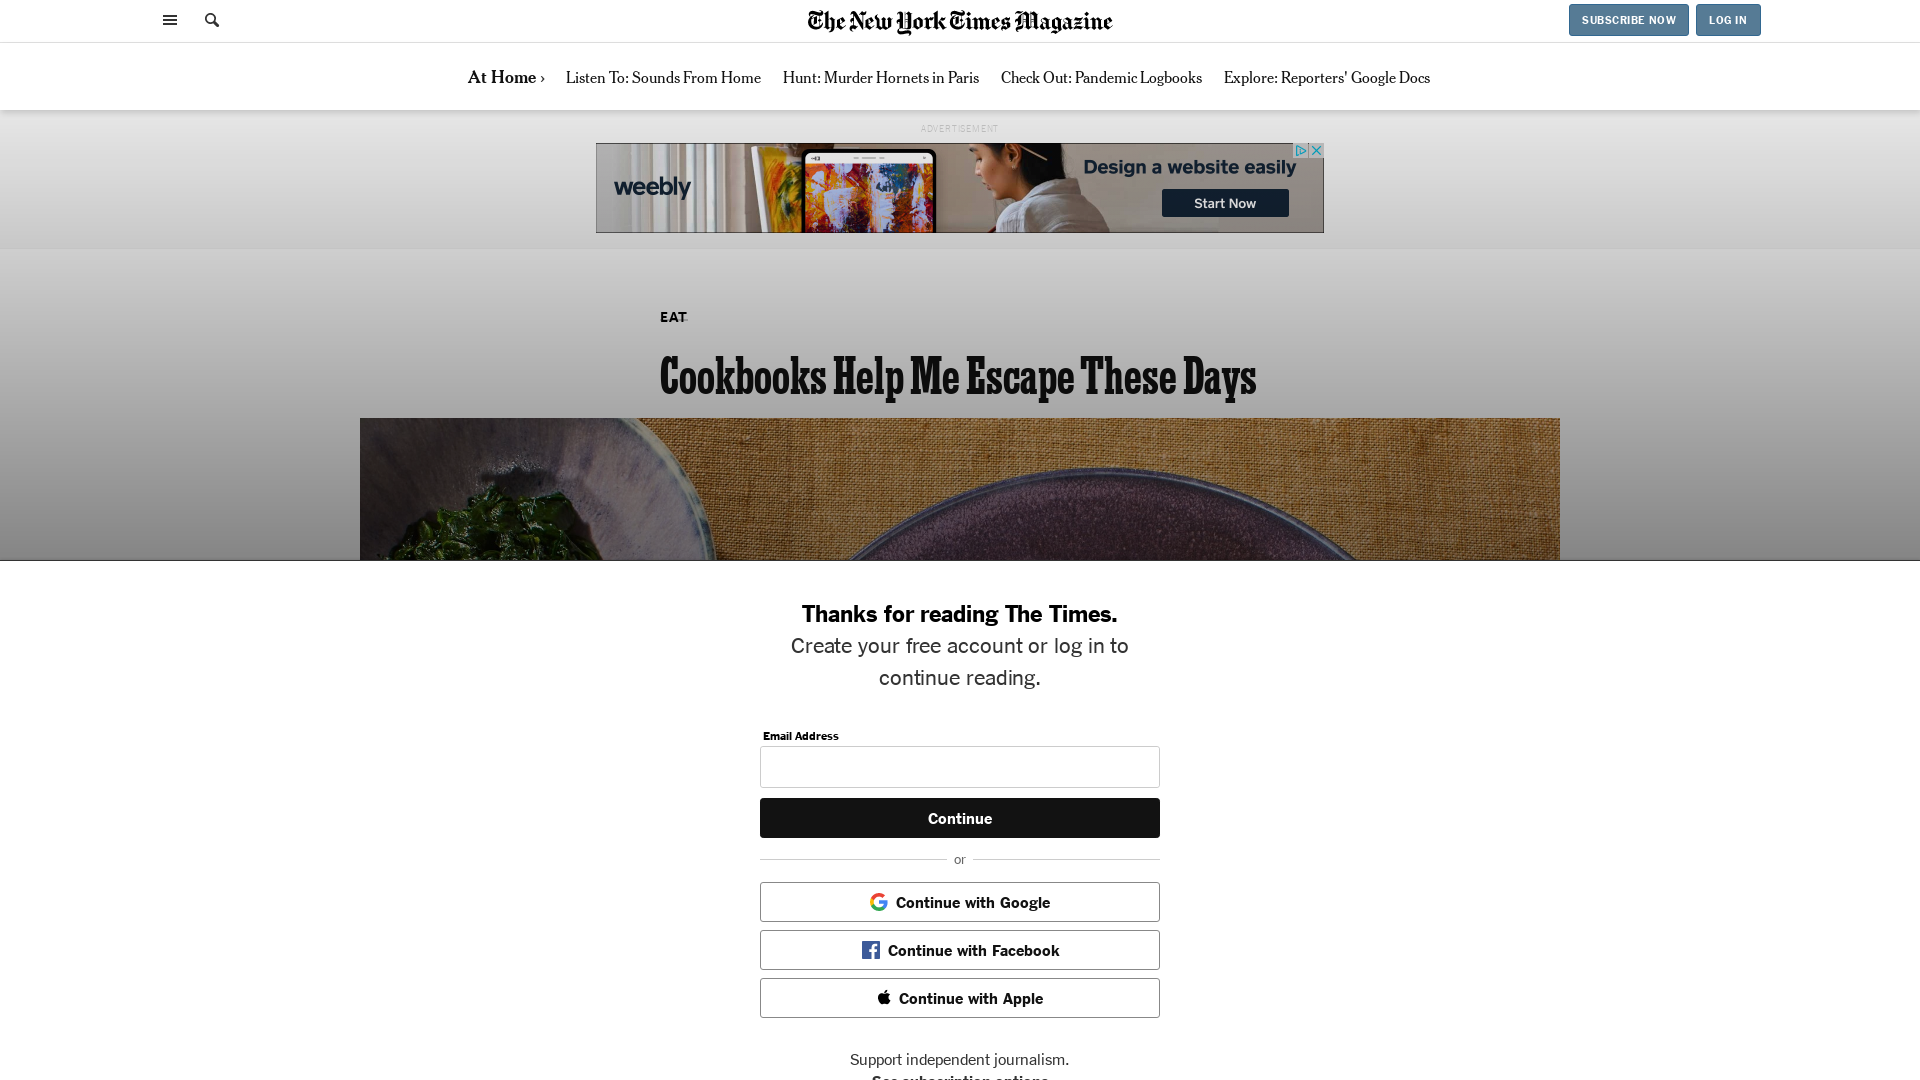 The New York Times Magazine
SUBSCRIBE NOW
LOG IN
At Home ›
Listen To: Sounds From Home
Hunt: Murder Hornets in Paris
Check Out: Pandemic Logbooks
Explore: Reporters' Google Docs
ADVERTISEMENT
weebly
Design a website easily
Start Now
EAT
Cookbooks Help Me Escape These Days
Thanks for reading The Times.
Create your free account or log in to
continue reading.
Email Address
Continue
or
Continue with Google
Continue with Facebook
Continue with Apple
Support independent journalism.
See subscription options